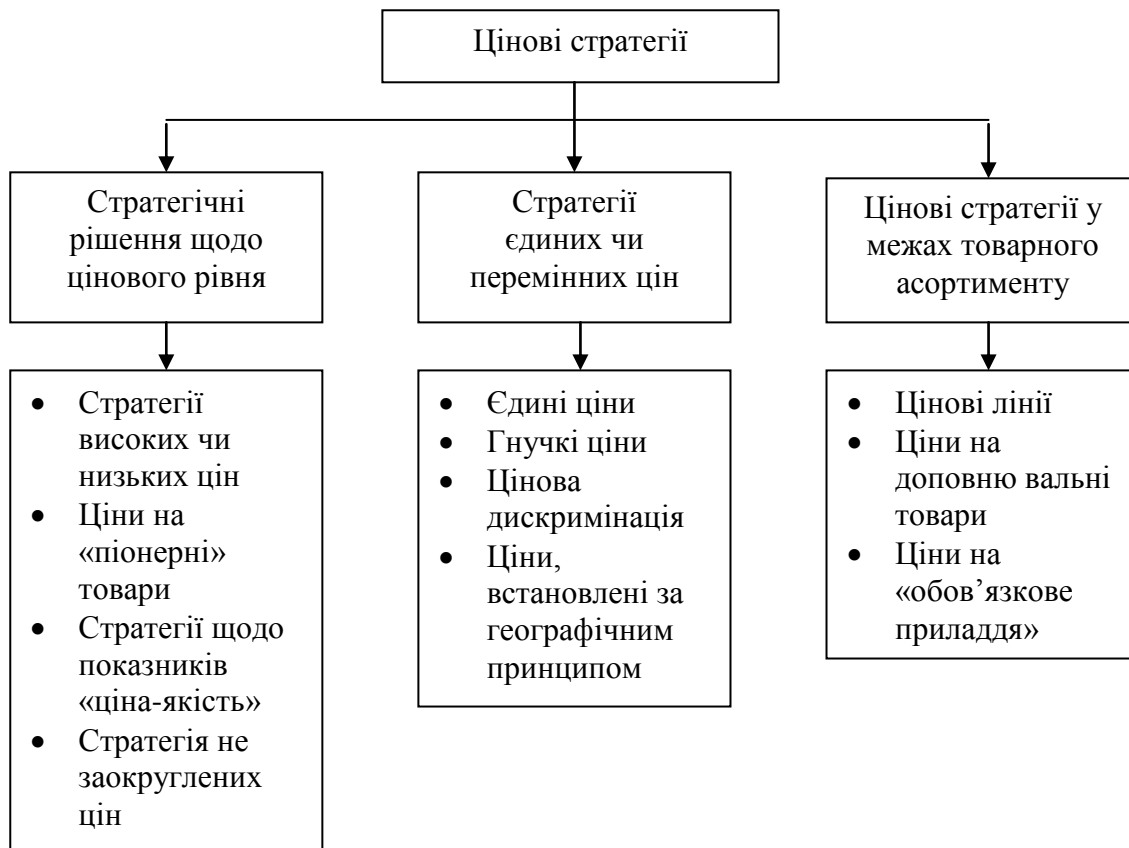 Цінові стратегії
Стратегічні
рішення щодо
цінового рівня
Стратегії
єдиних чи
перемінних цін
Цінові стратегії у
межах товарного
асортименту
• Стратегії
високих чи
низьких цін
• Ціни на
«піонерні»
товари
• Стратегії щодо
показників
«ціна-якість»
• Стратегія не
заокруглених
цін
• Єдині ціни
• Гнучкі ціни
• Цінова
дискримінація
• Ціни,
встановлені за
географічним
принципом
• Цінові лінії
• Ціни на
доповню вальні
товари
• Ціни на
«обов’язкове
приладдя»